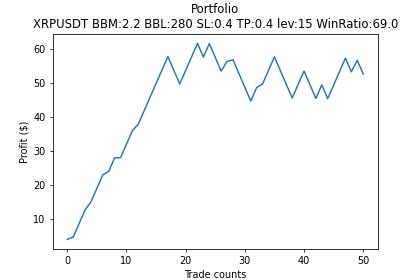 Portfolio
XRPUSDT BBM:2.2 BBL:280 SL:0.4 TP:0.4 lev:15 WinRatio:69.0
60
50
40
30
20
10
Profit ($)
0 10 20 30 40 50
Trade counts